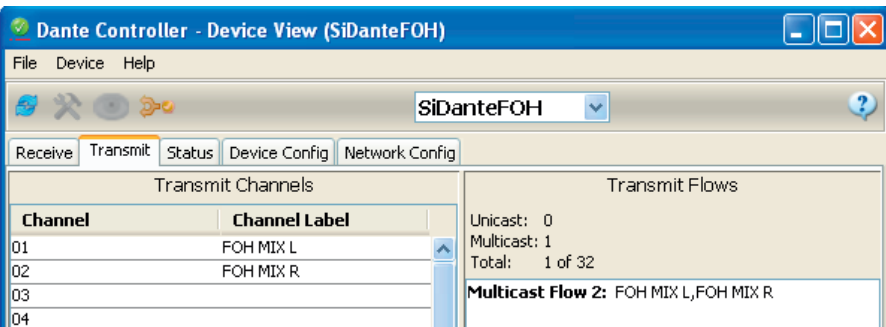 Dante Controller - Device View (SiDanteFOH)
File Device Help
SiDanteFOH
Receive Transmit Status Device Config Network Config
Transmit Channels
Channel Channel Label
01 FOH MIX L
02 FOH MIX R
03
04
Transmit Flows
Unicast: 0
Multicast: 1
Total: 1 of 32
Multicast Flow 2: FOH MIX L,FOH MIX R